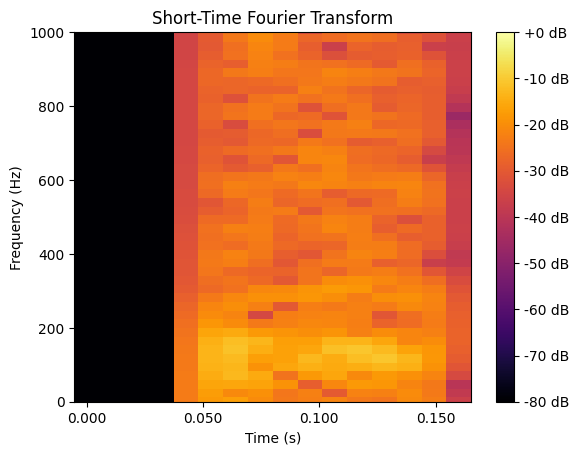 Short-Time Fourier Transform
Frequency (Hz)
1000
800
600
400
200
0
0.000 0.050 0.100 0.150
Time (s)
+0 dB
-10 dB
-20 dB
-30 dB
-40 dB
-50 dB
-60 dB
-70 dB
-80 dB